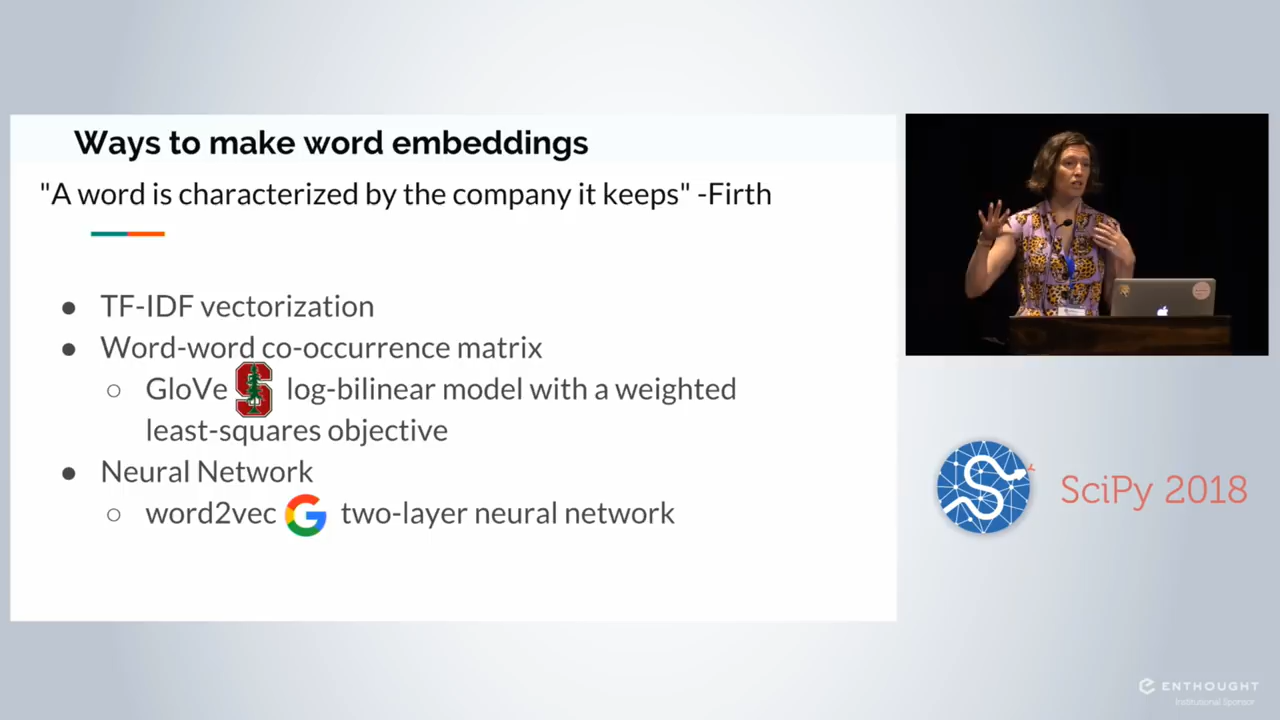 Ways to make word embeddings
"A word is characterized by the company it keeps" -Firth
● TF-IDF vectorization
● Word-word co-occurrence matrix
○ GloVe S log-bilinear model with a weighted
least-squares objective
● Neural Network
○ word2vec G two-layer neural network
SciPy 2018
ENTHOUGHT
Institutional Sponsor